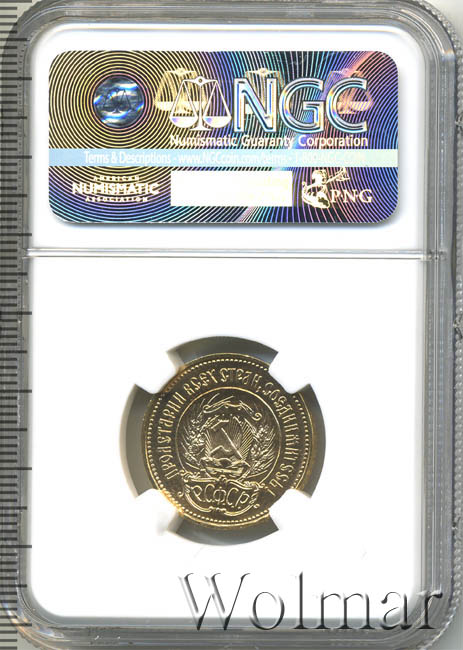 NGC
Numismatic Guaranty Corporation
Terms & Descriptions - www.NGCcoin.com/terms
AMERICAN
NUMISMATIC
ASSOCIATION
PNG
ПРОЛЕТАРИИ ВСЕХ СТРАН, СОЕДИНЯЙТЕСЬ!
РСФСР
Wolmar